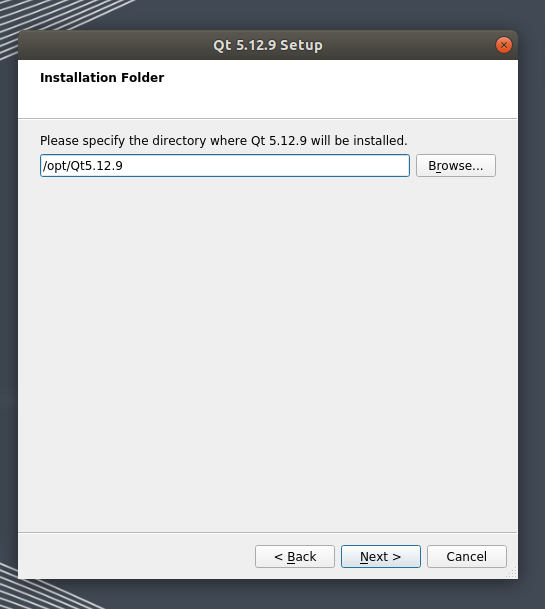 Qt 5.12.9 Setup
Installation Folder
Please specify the directory where Qt 5.12.9 will be installed.
/opt/Qt5.12.9
Browse...
< Back
Next >
Cancel